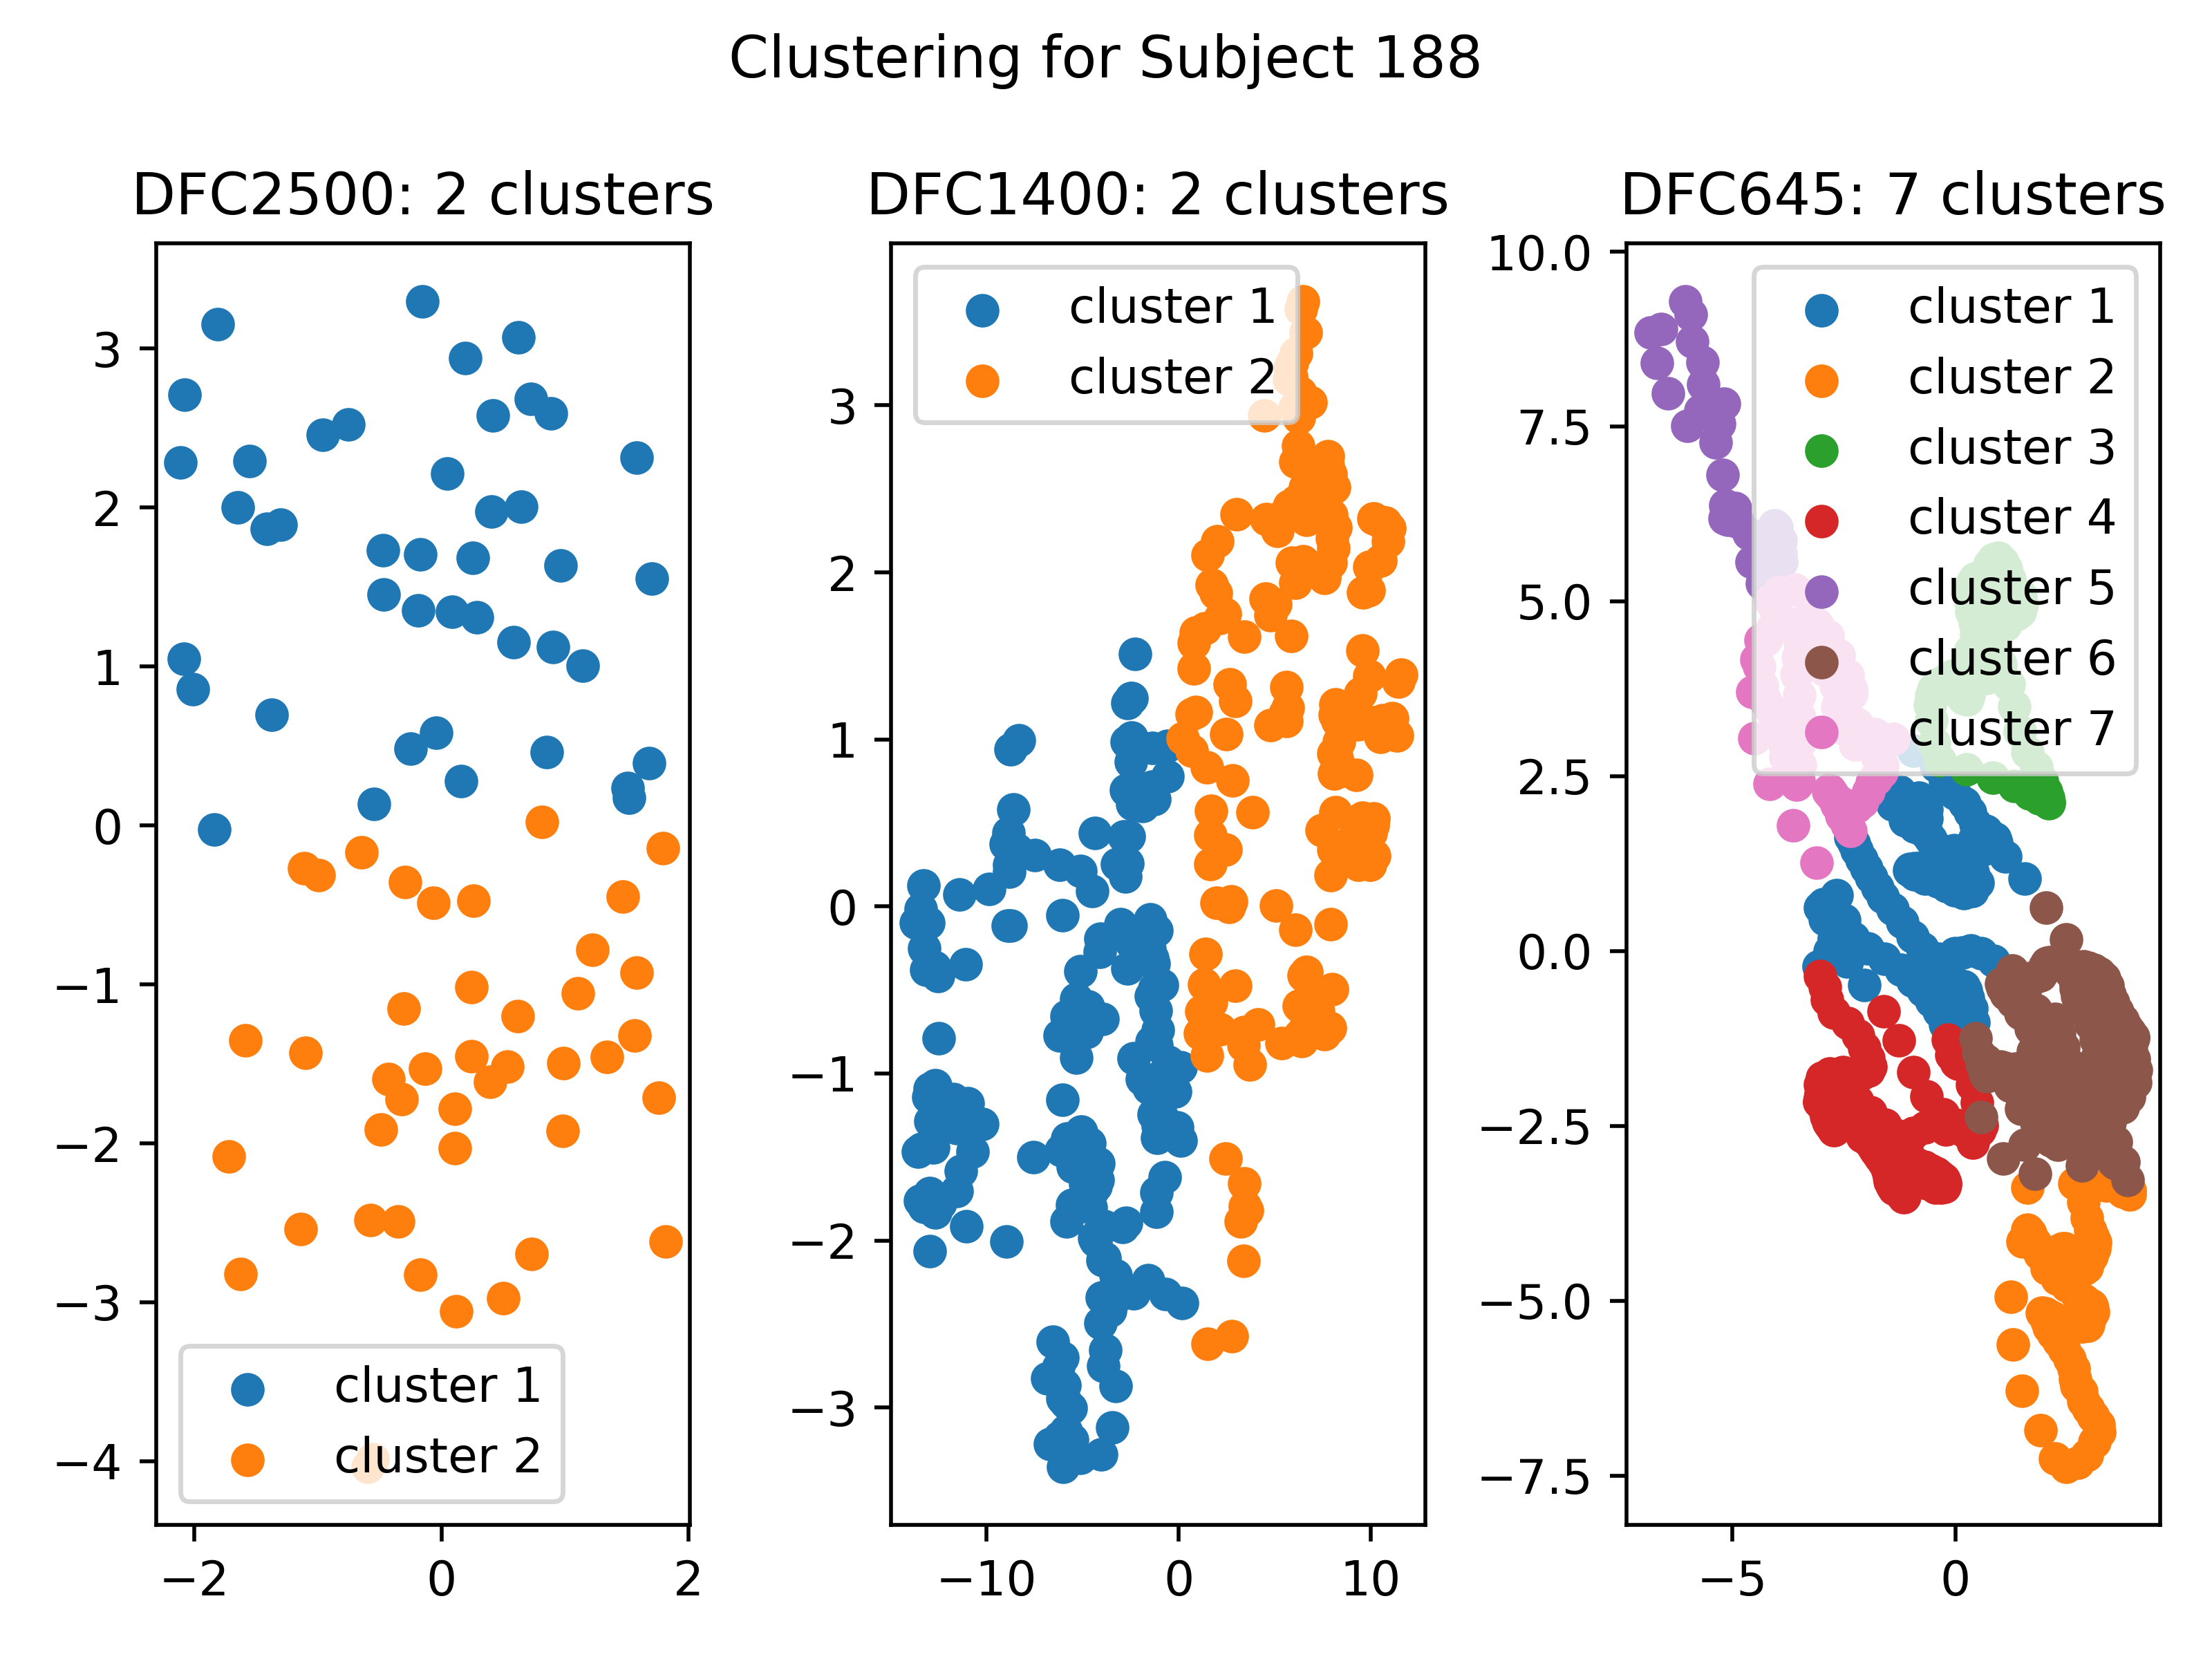 Clustering for Subject 188
DFC2500: 2 clusters
3
2
1
0
−1
−2
−3
−4
−2 0 2
cluster 1
cluster 2
DFC1400: 2 clusters
3
2
1
0
−1
−2
−3
−10 0 10
cluster 1
cluster 2
DFC645: 7 clusters
10.0
7.5
5.0
2.5
0.0
−2.5
−5.0
−7.5
−5 0
cluster 1
cluster 2
cluster 3
cluster 4
cluster 5
cluster 6
cluster 7